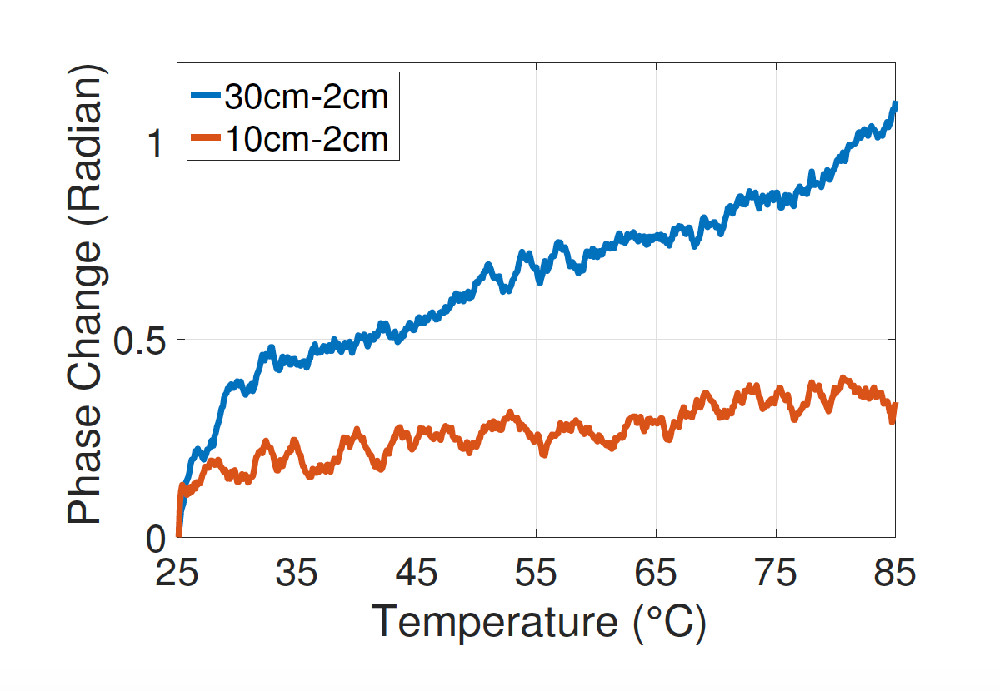 30cm-2cm
10cm-2cm
Phase Change (Radian)
1
0.5
0
25 35 45 55 65 75 85
Temperature (°C)